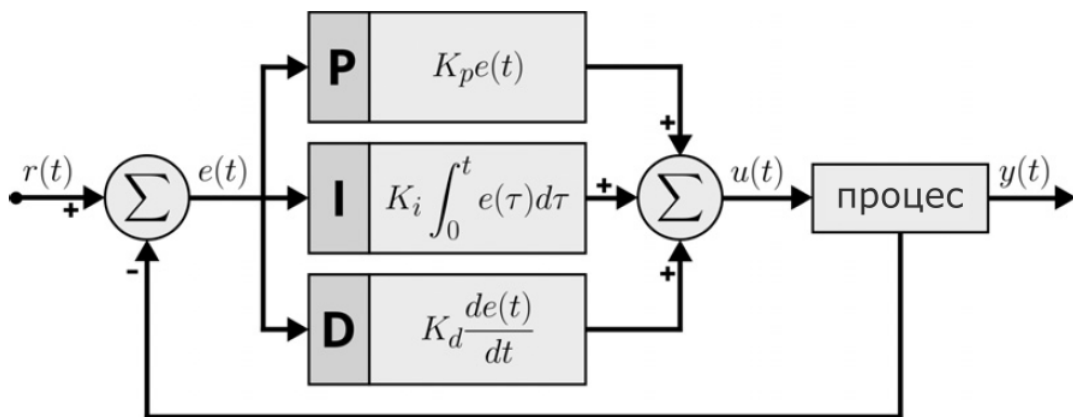 P K_p e(t)
+
r(t) + Σ e(t) I K_i ∫_0^t e(τ)dτ + Σ u(t) процес y(t)
-
+
D K_d de(t)/dt